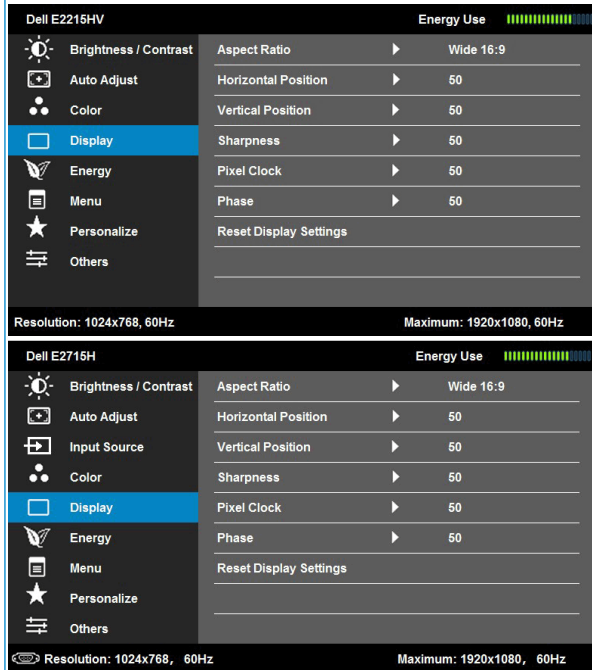 Dell E2215HV Energy Use
Brightness / Contrast Aspect Ratio Wide 16:9
Auto Adjust Horizontal Position 50
Color Vertical Position 50
Display Sharpness 50
Energy Pixel Clock 50
Menu Phase 50
Personalize Reset Display Settings
Others
Resolution: 1024x768, 60Hz Maximum: 1920x1080, 60Hz
Dell E2715H Energy Use
Brightness / Contrast Aspect Ratio Wide 16:9
Auto Adjust Horizontal Position 50
Input Source Vertical Position 50
Color Sharpness 50
Display Pixel Clock 50
Energy Phase 50
Menu Reset Display Settings
Personalize
Others
Resolution: 1024x768, 60Hz Maximum: 1920x1080, 60Hz